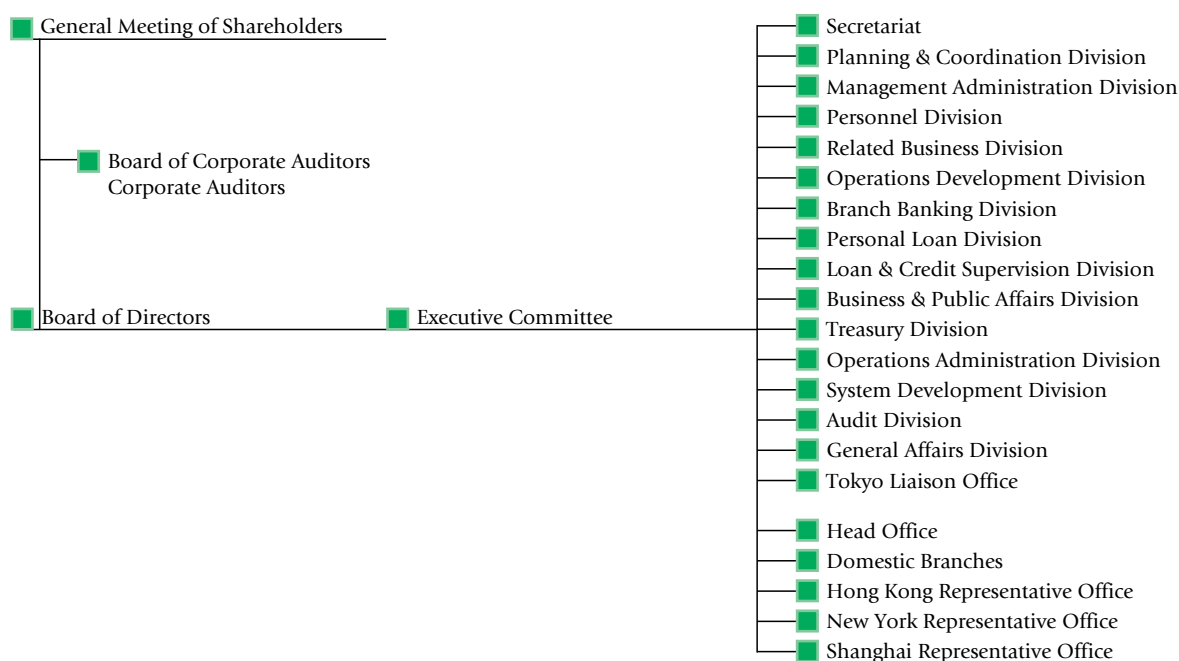 General Meeting of Shareholders
Board of Corporate Auditors
Corporate Auditors
Board of Directors
Executive Committee
Secretariat
Planning & Coordination Division
Management Administration Division
Personnel Division
Related Business Division
Operations Development Division
Branch Banking Division
Personal Loan Division
Loan & Credit Supervision Division
Business & Public Affairs Division
Treasury Division
Operations Administration Division
System Development Division
Audit Division
General Affairs Division
Tokyo Liaison Office
Head Office
Domestic Branches
Hong Kong Representative Office
New York Representative Office
Shanghai Representative Office